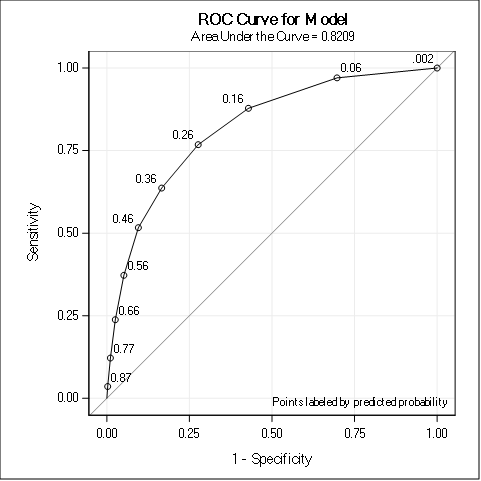 ROC Curve for Model
Area Under the Curve = 0.8209
1.00
0.75
0.50
0.25
0.00
Sensitivity
.002
0.06
0.16
0.26
0.36
0.46
0.56
0.66
0.77
0.87
Points labeled by predicted probability
0.00 0.25 0.50 0.75 1.00
1 - Specificity